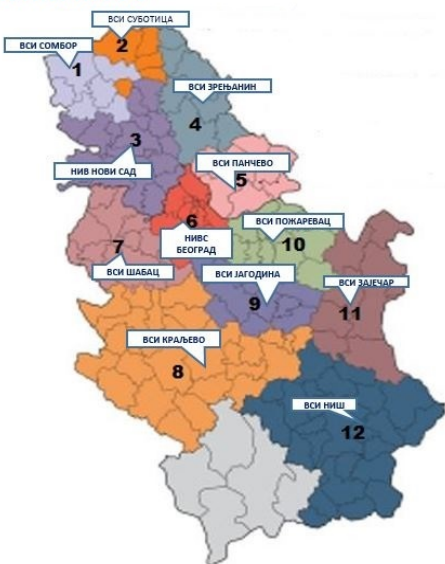 ВСИ СУБОТИЦА
2
ВСИ СОМБОР
1
ВСИ ЗРЕЊАНИН
4
3
НИВ НОВИ САД
ВСИ ПАНЧЕВО
5
6
НИВС
БЕОГРАД
ВСИ ПОЖАРЕВАЦ
10
7
ВСИ ШАБАЦ
ВСИ ЈАГОДИНА
9
ВСИ ЗАЈЕЧАР
11
ВСИ КРАЉЕВО
8
ВСИ НИШ
12